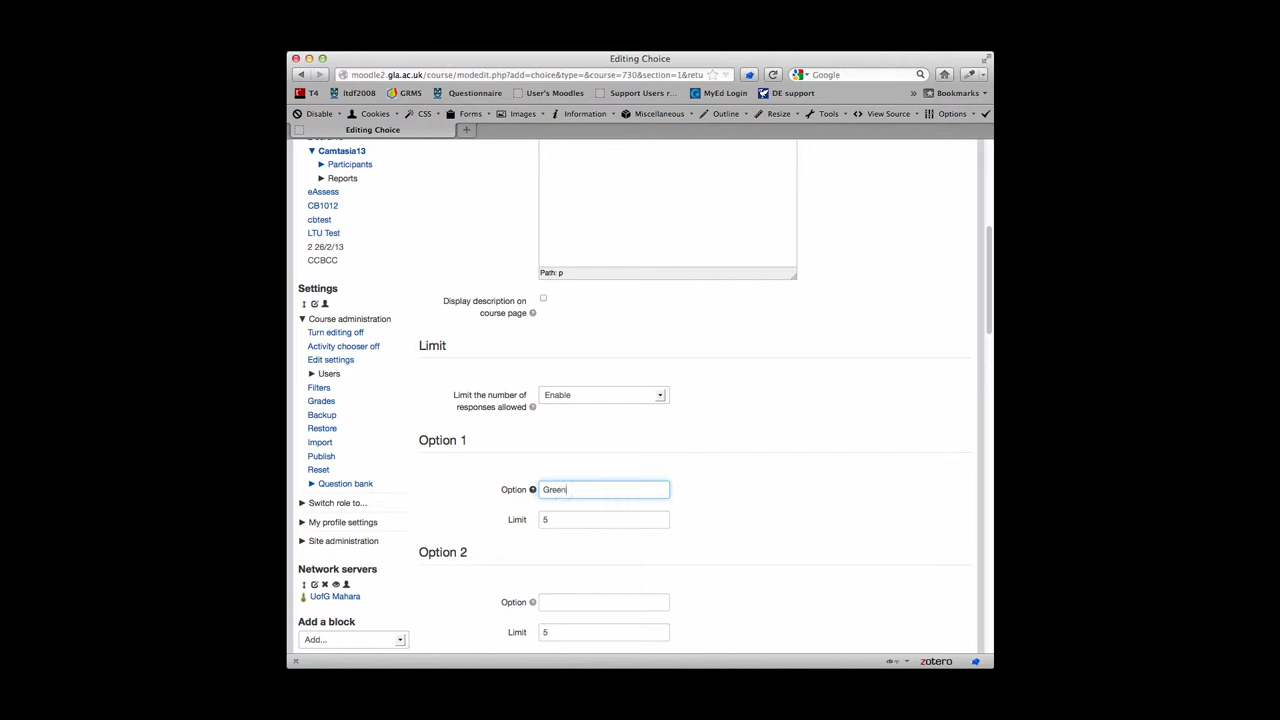 Editing Choice
moodle2.gla.ac.uk/course/modedit.php?add=choice&type=&course=730&section=1&retu
Google
T4
ltdf2008
GRMS
Questionnaire
User's Moodles
Support Users r...
MyEd Login
DE support
»
Bookmarks
Disable
Cookies
CSS
Forms
Images
Information
Miscellaneous
Outline
Resize
Tools
View Source
Options
Editing Choice
Camtasia13
Participants
Reports
eAssess
CB1012
cbtest
LTU Test
2 26/2/13
CCBCC
Settings
Course administration
Turn editing off
Activity chooser off
Edit settings
Users
Filters
Grades
Backup
Restore
Import
Publish
Reset
Question bank
Switch role to...
My profile settings
Site administration
Network servers
UofG Mahara
Add a block
Add...
Path: p
Display description on
course page
Limit
Limit the number of
responses allowed
Enable
Option 1
Option
Green
Limit
5
Option 2
Option
Limit
5
zotero